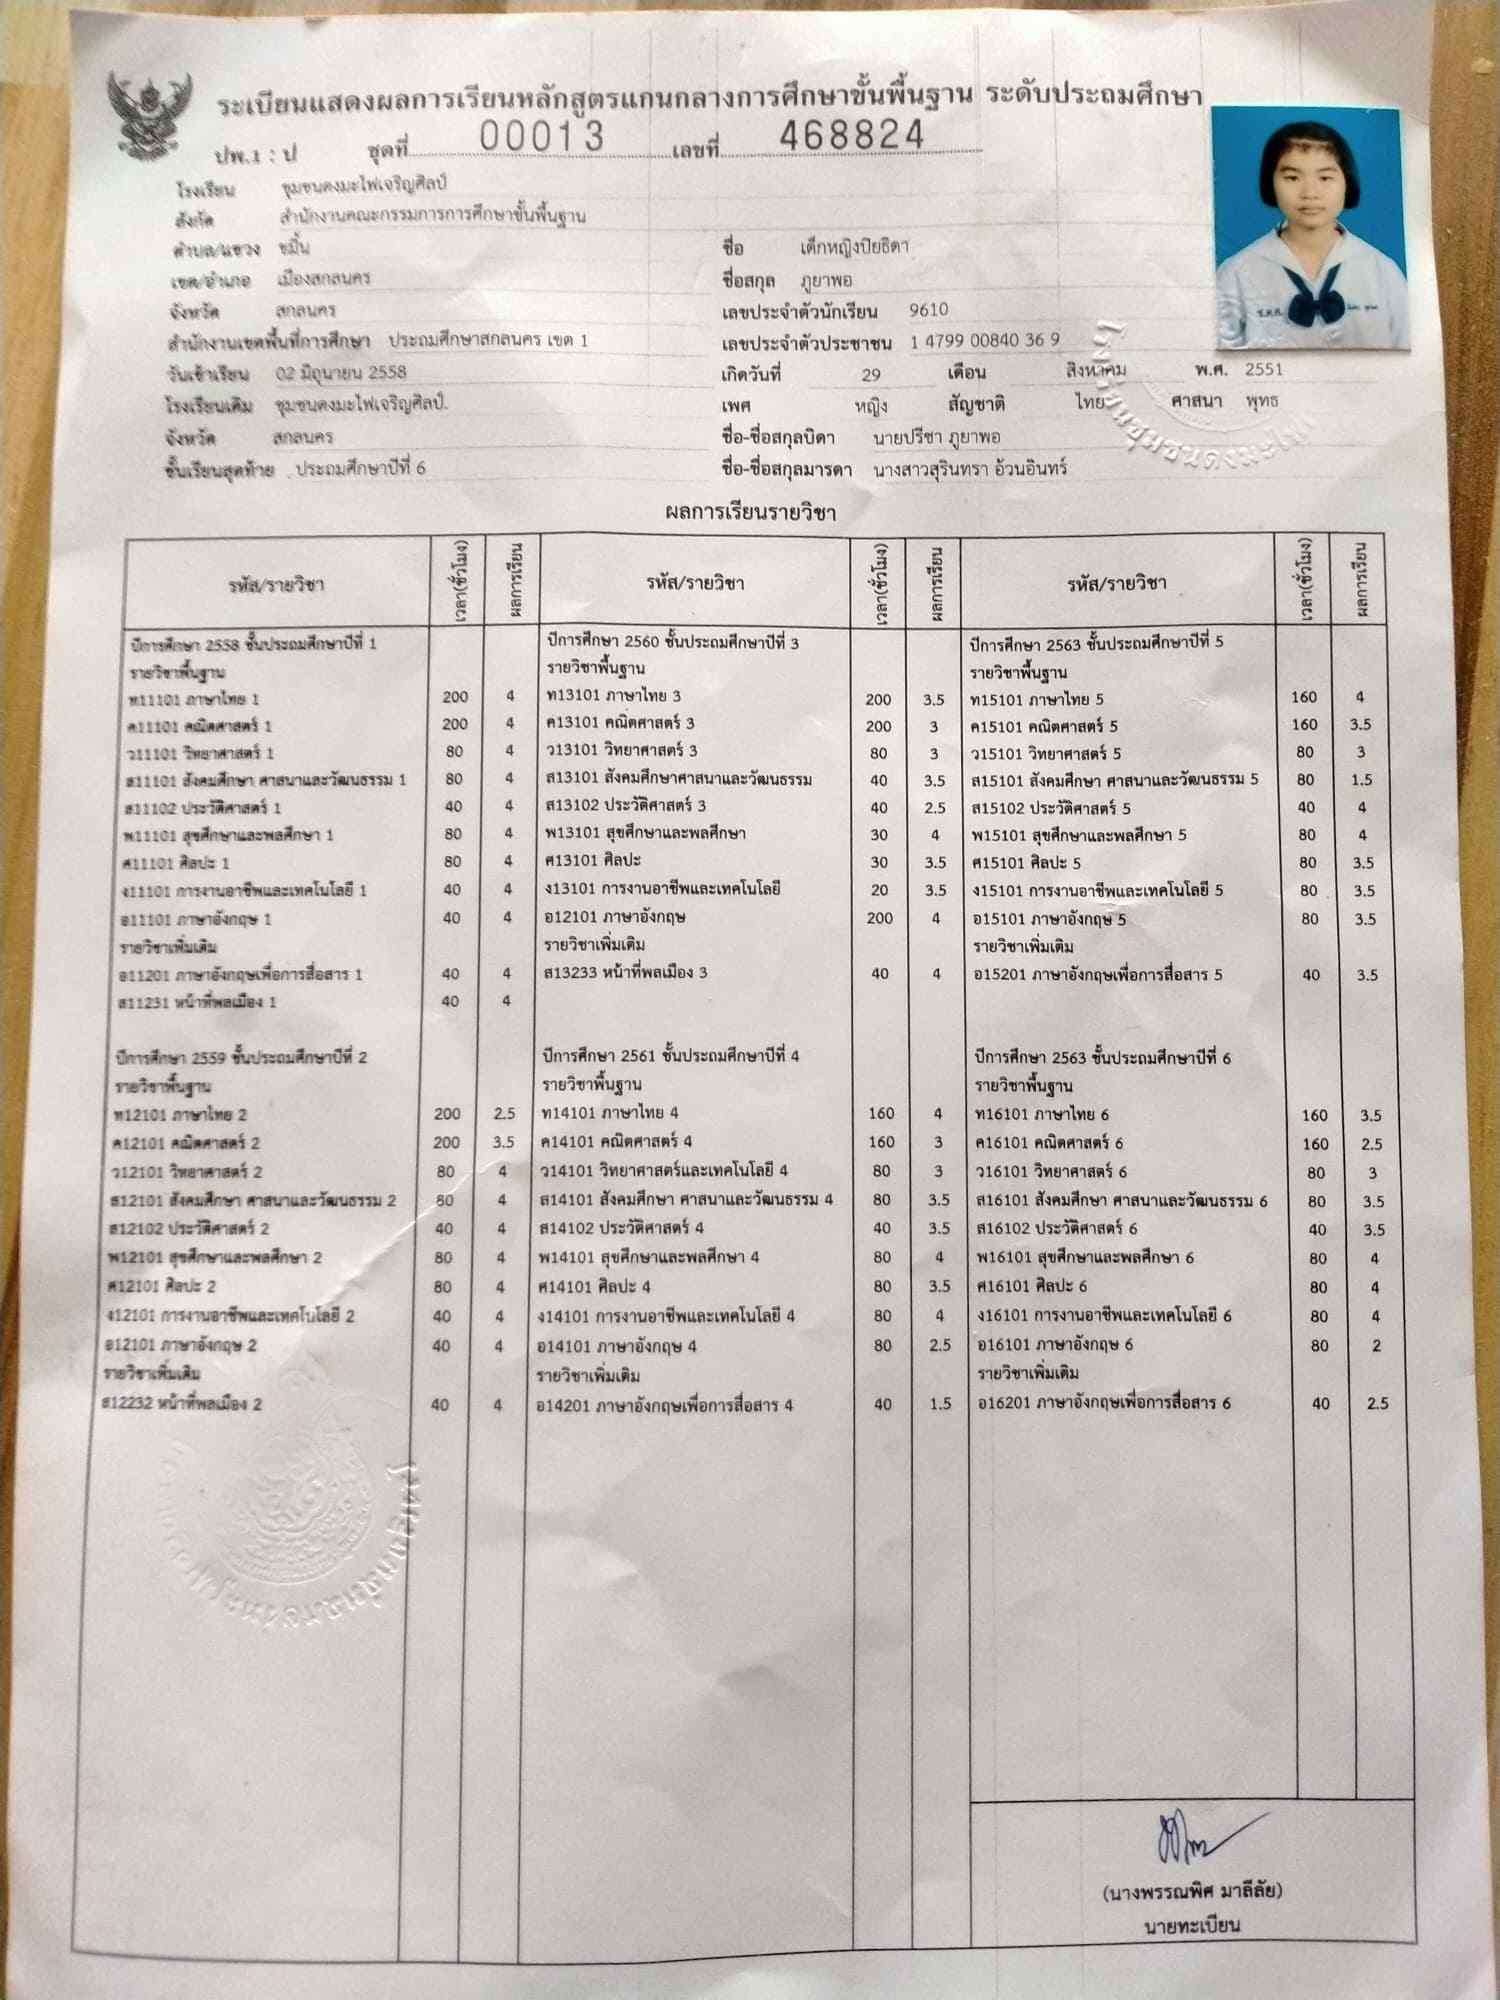 ระเบียนแสดงผลการเรียนหลักสูตรแกนกลางการศึกษาขั้นพื้นฐาน ระดับประถมศึกษา
ปพ.1 : ป ชุดที่ 00013 เลขที่ 468824
โรงเรียน ชุมชนดงมะไฟเจริญศิลป์
สังกัด สำนักงานคณะกรรมการการศึกษาขั้นพื้นฐาน
ตำบล/แขวง ขมิ้น
เขต/อำเภอ เมืองสกลนคร
จังหวัด สกลนคร
สำนักงานเขตพื้นที่การศึกษา ประถมศึกษาสกลนคร เขต 1
วันเข้าเรียน 02 มิถุนายน 2558
โรงเรียนเดิม ชุมชนดงมะไฟเจริญศิลป์.
จังหวัด สกลนคร
ชั้นเรียนสุดท้าย . ประถมศึกษาปีที่ 6
ชื่อ เด็กหญิงปิยธิดา
ชื่อสกุล ภูยาพอ
เลขประจำตัวนักเรียน 9610
เลขประจำตัวประชาชน 1 4799 00840 36 9
เกิดวันที่ 29 เดือน สิงหาคม พ.ศ. 2551
เพศ หญิง สัญชาติ ไทย ศาสนา พุทธ
ชื่อ-ชื่อสกุลบิดา นายปรีชา ภูยาพอ
ชื่อ-ชื่อสกุลมารดา นางสาวสุรินทรา อ้วนอินทร์
ผลการเรียนรายวิชา
รหัส/รายวิชา เวลา(ชั่วโมง) ผลการเรียน
ปีการศึกษา 2558 ชั้นประถมศึกษาปีที่ 1
รายวิชาพื้นฐาน
ท11101 ภาษาไทย 1 200 4
ค11101 คณิตศาสตร์ 1 200 4
ว11101 วิทยาศาสตร์ 1 80 4
ส11101 สังคมศึกษา ศาสนาและวัฒนธรรม 1 80 4
ส11102 ประวัติศาสตร์ 1 40 4
พ11101 สุขศึกษาและพลศึกษา 1 80 4
ศ11101 ศิลปะ 1 80 4
ง11101 การงานอาชีพและเทคโนโลยี 1 40 4
อ11101 ภาษาอังกฤษ 1 40 4
รายวิชาเพิ่มเติม
อ11201 ภาษาอังกฤษเพื่อการสื่อสาร 1 40 4
ส11231 หน้าที่พลเมือง 1 40 4
ปีการศึกษา 2559 ชั้นประถมศึกษาปีที่ 2
รายวิชาพื้นฐาน
ท12101 ภาษาไทย 2 200 2.5
ค12101 คณิตศาสตร์ 2 200 3.5
ว12101 วิทยาศาสตร์ 2 80 4
ส12101 สังคมศึกษา ศาสนาและวัฒนธรรม 2 80 4
ส12102 ประวัติศาสตร์ 2 40 4
พ12101 สุขศึกษาและพลศึกษา 2 80 4
ศ12101 ศิลปะ 2 80 4
ง12101 การงานอาชีพและเทคโนโลยี 2 40 4
อ12101 ภาษาอังกฤษ 2 40 4
รายวิชาเพิ่มเติม
ส12232 หน้าที่พลเมือง 2 40 4
รหัส/รายวิชา เวลา(ชั่วโมง) ผลการเรียน
ปีการศึกษา 2560 ชั้นประถมศึกษาปีที่ 3
รายวิชาพื้นฐาน
ท13101 ภาษาไทย 3 200 3.5
ค13101 คณิตศาสตร์ 3 200 3
ว13101 วิทยาศาสตร์ 3 80 3
ส13101 สังคมศึกษาศาสนาและวัฒนธรรม 40 3.5
ส13102 ประวัติศาสตร์ 3 40 2.5
พ13101 สุขศึกษาและพลศึกษา 30 4
ศ13101 ศิลปะ 30 3.5
ง13101 การงานอาชีพและเทคโนโลยี 20 3.5
อ12101 ภาษาอังกฤษ 200 4
รายวิชาเพิ่มเติม
ส13233 หน้าที่พลเมือง 3 40 4
ปีการศึกษา 2561 ชั้นประถมศึกษาปีที่ 4
รายวิชาพื้นฐาน
ท14101 ภาษาไทย 4 160 4
ค14101 คณิตศาสตร์ 4 160 3
ว14101 วิทยาศาสตร์และเทคโนโลยี 4 80 3
ส14101 สังคมศึกษา ศาสนาและวัฒนธรรม 4 80 3.5
ส14102 ประวัติศาสตร์ 4 40 3.5
พ14101 สุขศึกษาและพลศึกษา 4 80 4
ศ14101 ศิลปะ 4 80 3.5
ง14101 การงานอาชีพและเทคโนโลยี 4 80 4
อ14101 ภาษาอังกฤษ 4 80 2.5
รายวิชาเพิ่มเติม
อ14201 ภาษาอังกฤษเพื่อการสื่อสาร 4 40 1.5
รหัส/รายวิชา เวลา(ชั่วโมง) ผลการเรียน
ปีการศึกษา 2563 ชั้นประถมศึกษาปีที่ 5
รายวิชาพื้นฐาน
ท15101 ภาษาไทย 5 160 4
ค15101 คณิตศาสตร์ 5 160 3.5
ว15101 วิทยาศาสตร์ 5 80 3
ส15101 สังคมศึกษา ศาสนาและวัฒนธรรม 5 80 1.5
ส15102 ประวัติศาสตร์ 5 40 4
พ15101 สุขศึกษาและพลศึกษา 5 80 4
ศ15101 ศิลปะ 5 80 3.5
ง15101 การงานอาชีพและเทคโนโลยี 5 80 3.5
อ15101 ภาษาอังกฤษ 5 80 3.5
รายวิชาเพิ่มเติม
อ15201 ภาษาอังกฤษเพื่อการสื่อสาร 5 40 3.5
ปีการศึกษา 2563 ชั้นประถมศึกษาปีที่ 6
รายวิชาพื้นฐาน
ท16101 ภาษาไทย 6 160 3.5
ค16101 คณิตศาสตร์ 6 160 2.5
ว16101 วิทยาศาสตร์ 6 80 3
ส16101 สังคมศึกษา ศาสนาและวัฒนธรรม 6 80 3.5
ส16102 ประวัติศาสตร์ 6 40 3.5
พ16101 สุขศึกษาและพลศึกษา 6 80 4
ศ16101 ศิลปะ 6 80 4
ง16101 การงานอาชีพและเทคโนโลยี 6 80 4
อ16101 ภาษาอังกฤษ 6 80 2
รายวิชาเพิ่มเติม
อ16201 ภาษาอังกฤษเพื่อการสื่อสาร 6 40 2.5
(นางพรรณพิศ มาลีลัย)
นายทะเบียน